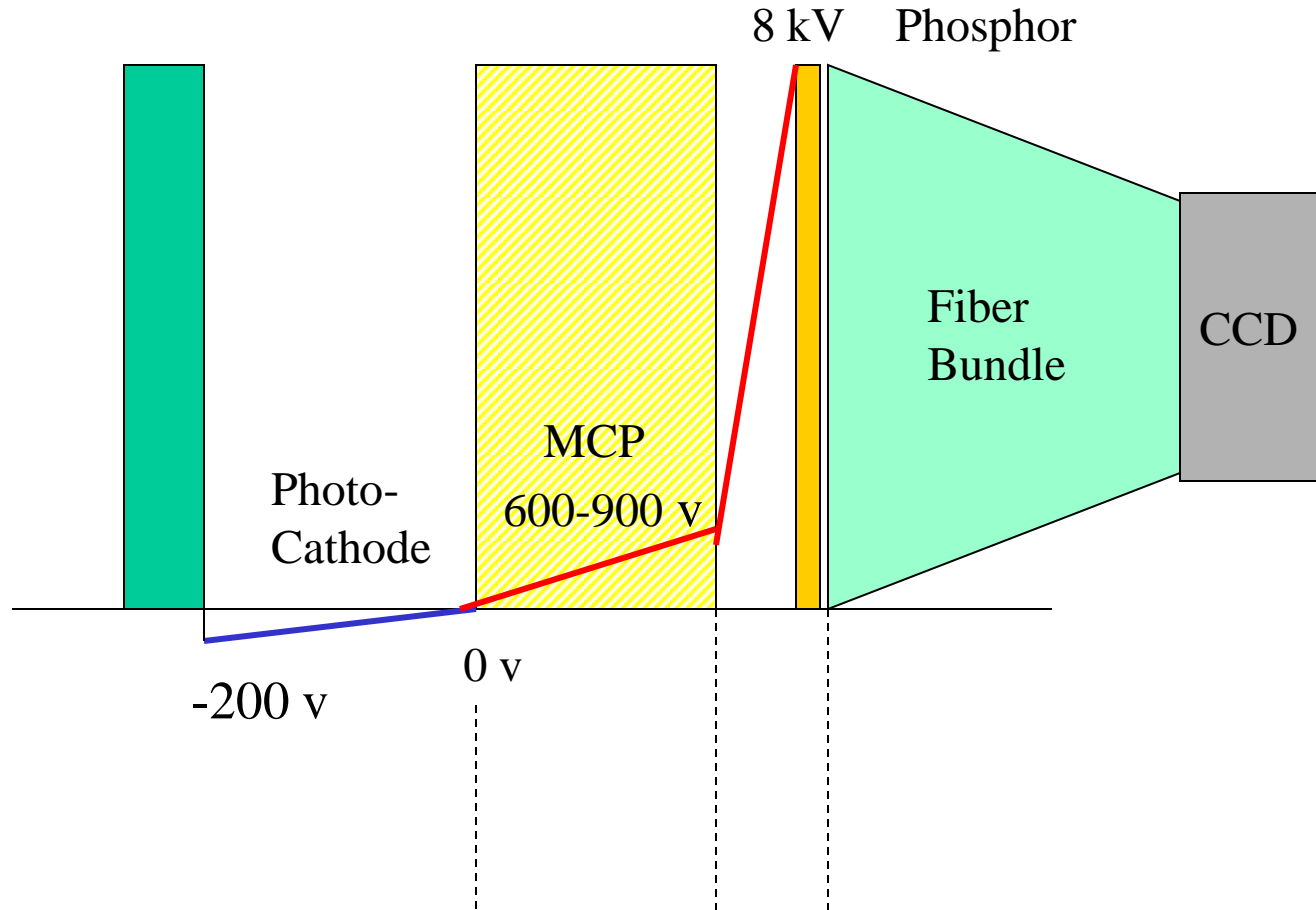 8 kV Phosphor
Fiber
Bundle
CCD
MCP
600-900 v
Photo-
Cathode
0 v
-200 v